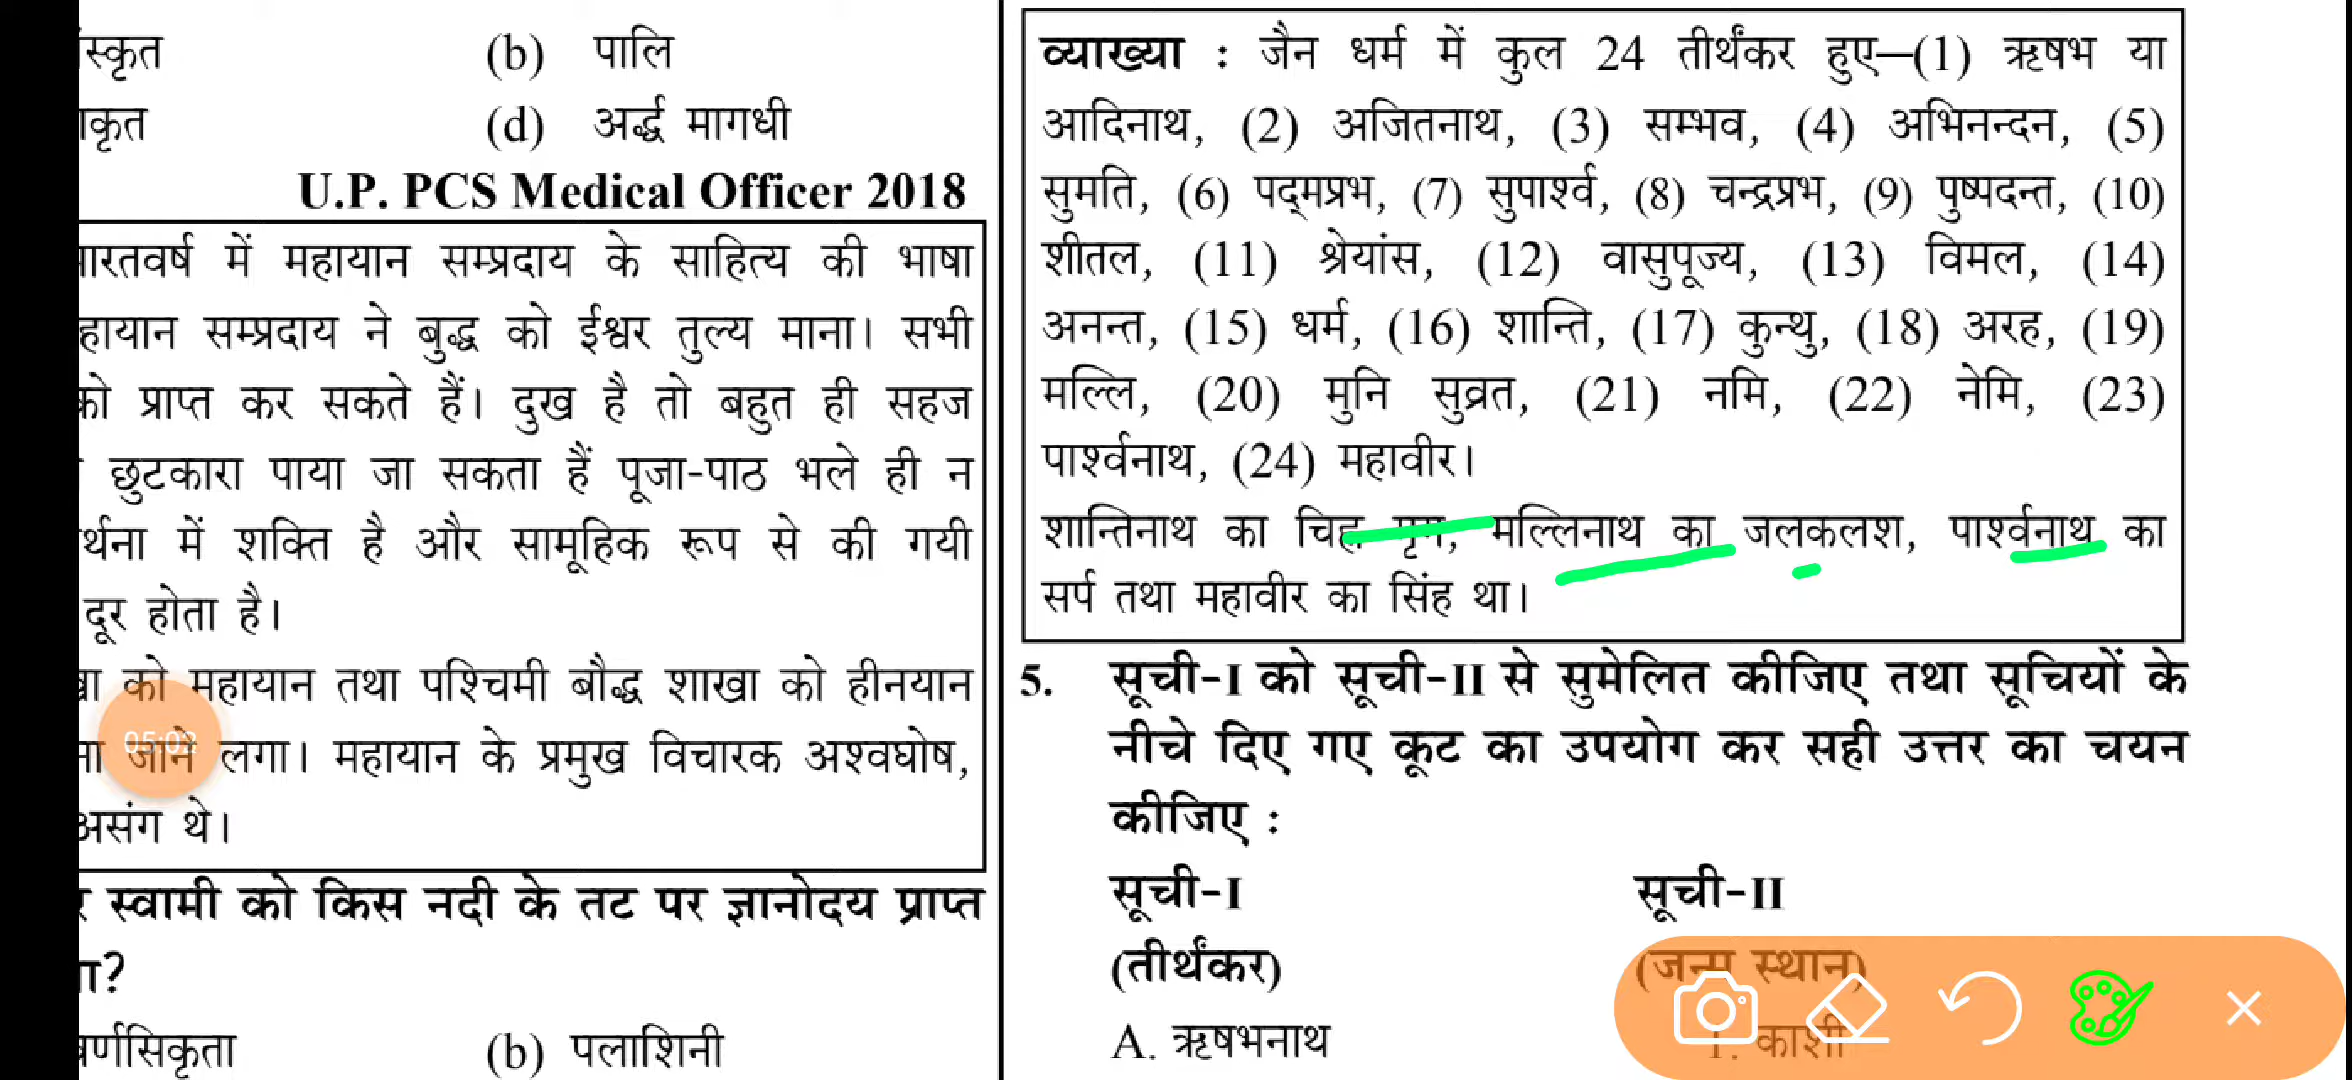 (b) पालि
(d) अर्द्ध मागधी
U.P. PCS Medical Officer 2018
में महायान सम्प्रदाय के साहित्य की भाषा
सम्प्रदाय ने बुद्ध को ईश्वर तुल्य माना। सभी
को प्राप्त कर सकते हैं। दुख है तो बहुत ही सहज
छुटकारा पाया जा सकता हैं पूजा-पाठ भले ही न
में शक्ति है और सामूहिक रूप से की गयी
दूर होता है।
को महायान तथा पश्चिमी बौद्ध शाखा को हीनयान
जाने लगा। महायान के प्रमुख विचारक अश्वघोष,
असंग थे।
स्वामी को किस नदी के तट पर ज्ञानोदय प्राप्त
(b) पलाशिनी
05:02
व्याख्या : जैन धर्म में कुल 24 तीर्थंकर हुए—(1) ऋषभ या
आदिनाथ, (2) अजितनाथ, (3) सम्भव, (4) अभिनन्दन, (5)
सुमति, (6) पद्मप्रभ, (7) सुपार्श्व, (8) चन्द्रप्रभ, (9) पुष्पदन्त, (10)
शीतल, (11) श्रेयांस, (12) वासुपूज्य, (13) विमल, (14)
अनन्त, (15) धर्म, (16) शान्ति, (17) कुन्थु, (18) अरह, (19)
मल्लि, (20) मुनि सुव्रत, (21) नमि, (22) नेमि, (23)
पार्श्वनाथ, (24) महावीर।
शान्तिनाथ का चिह्न मृग, मल्लिनाथ का जलकलश, पार्श्वनाथ का
सर्प तथा महावीर का सिंह था।
5. सूची-I को सूची-II से सुमेलित कीजिए तथा सूचियों के
नीचे दिए गए कूट का उपयोग कर सही उत्तर का चयन
कीजिए :
सूची-I सूची-II
(तीर्थंकर) (जन्म स्थान)
A. ऋषभनाथ 1. काशी